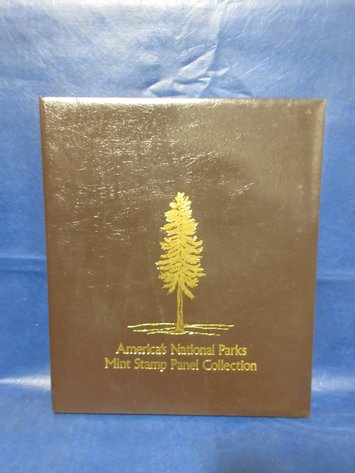 America's National Parks
Mint Stamp Panel Collection